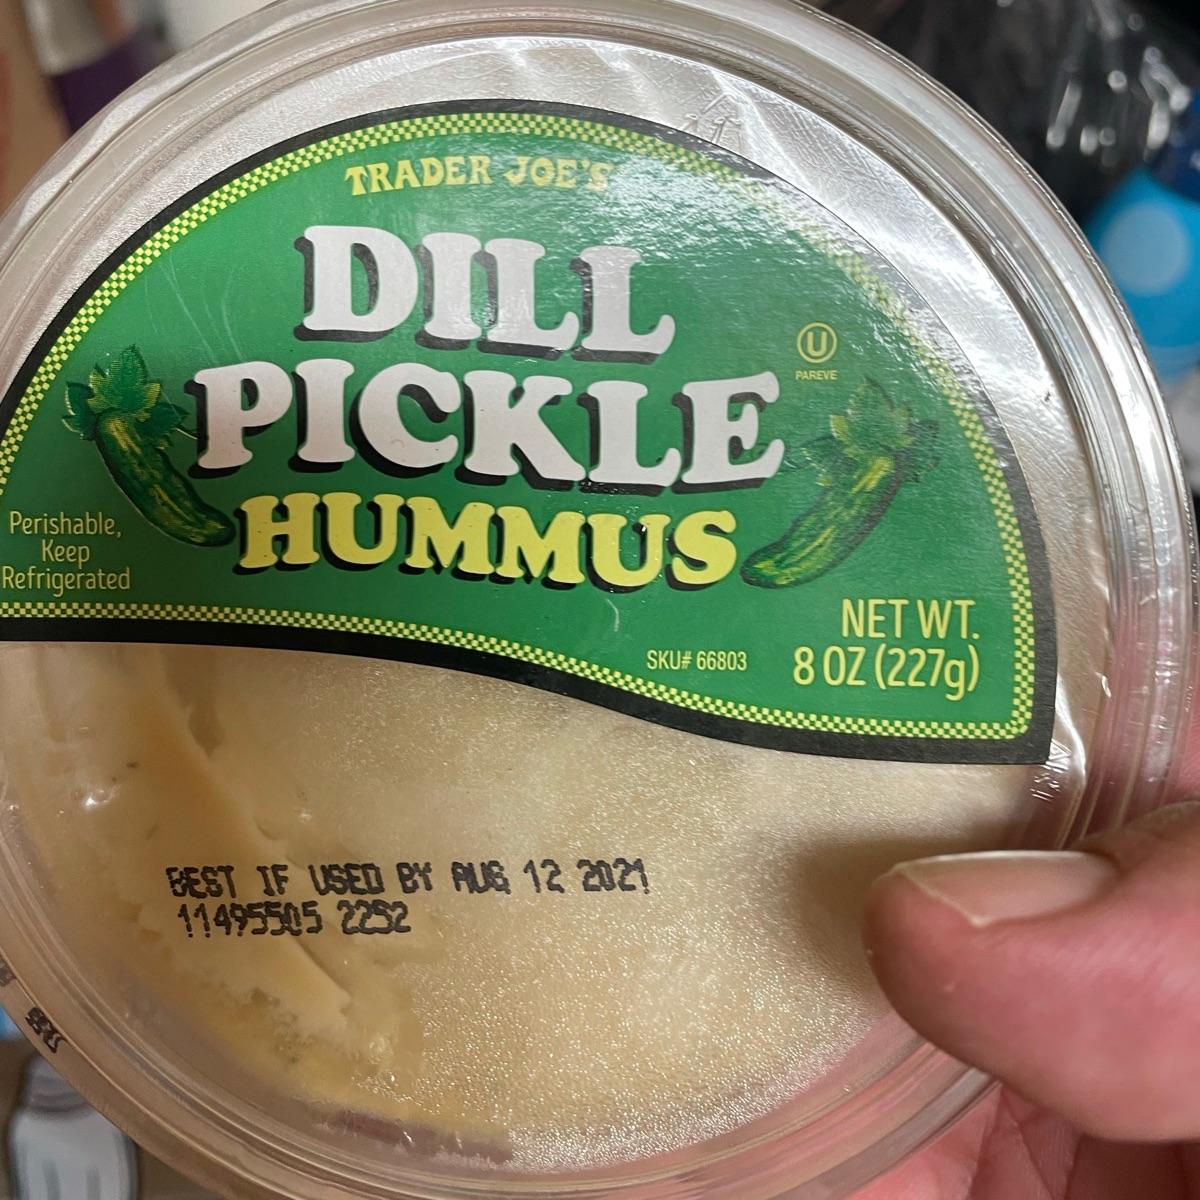 TRADER JOE'S
DILL
PICKLE
HUMMUS
U
PAREVE
Perishable,
Keep
Refrigerated
NET WT.
8 OZ (227g)
SKU# 66803
BEST IF USED BY AUG 12 2021
11495505 2252